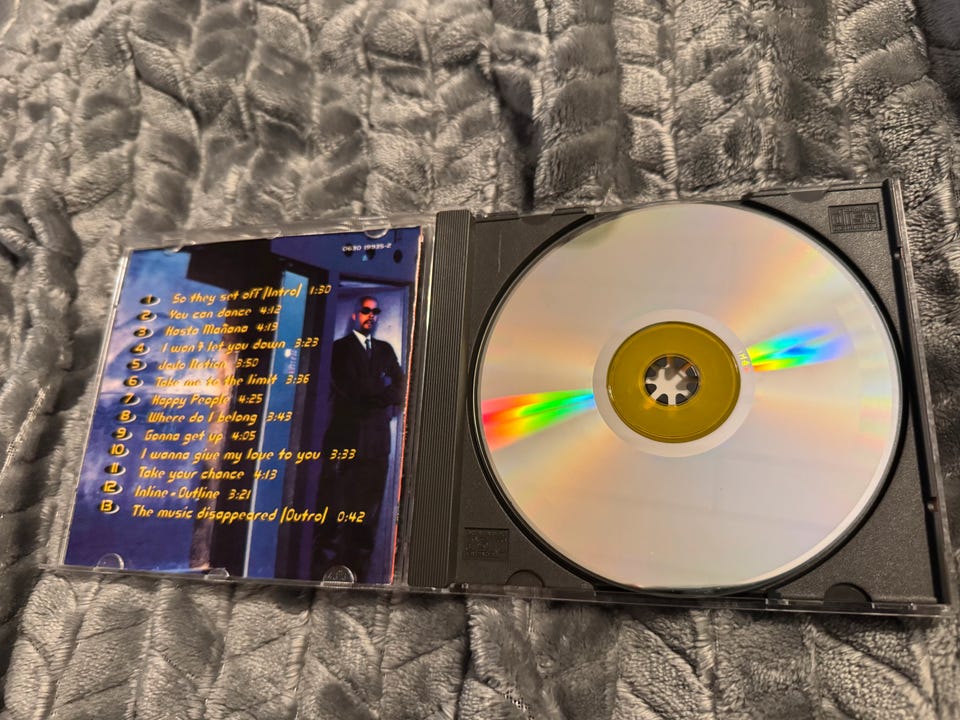 0630 19925-2
1 So they set off [Intro] 1:30
2 You can dance 4:12
3 Hasta Mañana 4:19
4 I won't let you down 3:23
5 Action 3:50
6 Take me to the limit 3:36
7 Happy People 4:25
8 Where do I belong 3:43
9 Gonna get up 4:05
10 I wanna give my love to you 3:33
11 Take your chance 4:13
12 Inline - Outline 3:21
13 The music disappeared [Outro] 0:42